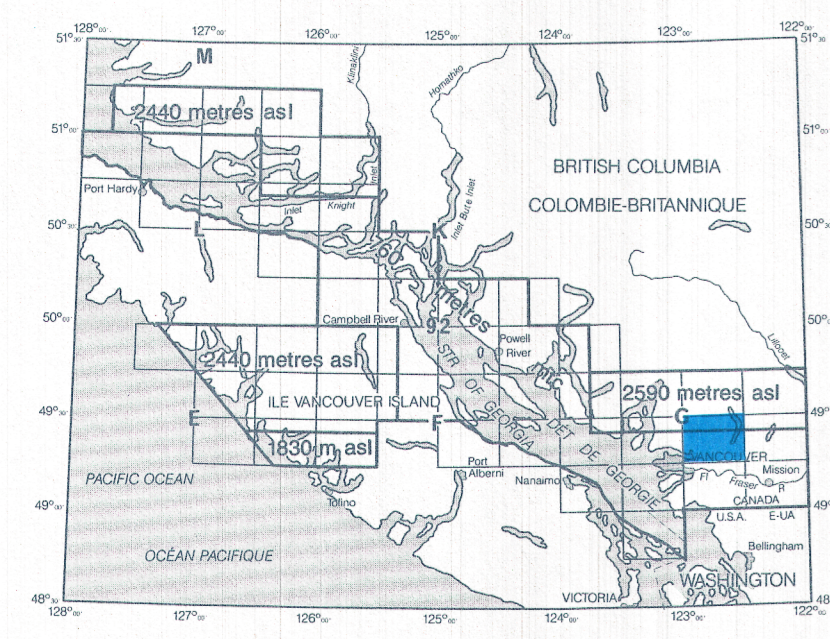 128° 00' 127° 00' 126° 00' 125° 00' 124° 00' 123° 00' 122° 00'
51° 30' 51° 30'
M
Klinaklini
Homathko
2440 metres asl
51° 00' 51° 00'
BRITISH COLUMBIA
Port Hardy
Inlet
Inlet
Knight
COLOMBIE-BRITANNIQUE
Inlet Bute Inlet
50° 30' 50° 30'
L
K
60
metres
50° 00' 50°
Campbell River
92
Powell
River
Lillooet
2440 metres asl
mtc
STR OF GEORGIA
2590 metres asl
ILE VANCOUVER ISLAND
49° 30' 49° 30'
E
F
G
DÉT DE GEORGIE
1830 m asl
VANCOUVER
PACIFIC OCEAN
Port
Alberni
Nanaimo
Mission
Fraser R
49° 00' 49° 00'
Tofino
CANADA
U.S.A. E-UA
Bellingham
OCÉAN PACIFIQUE
WASHINGTON
VICTORIA
48° 30' 48
128° 00' 127° 00' 126° 00' 125° 00' 124° 00' 123° 00' 122° 00'